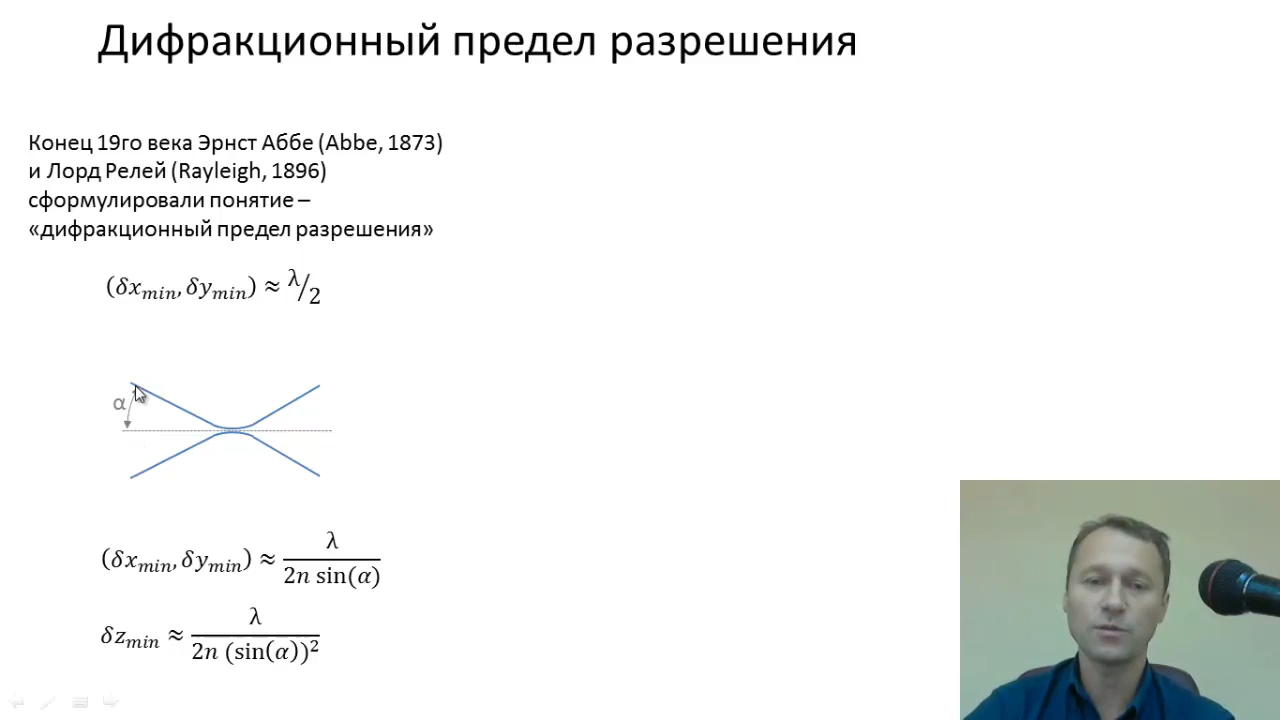 Дифракционный предел разрешения
Конец 19го века Эрнст Аббе (Abbe, 1873)
и Лорд Релей (Rayleigh, 1896)
сформулировали понятие –
«дифракционный предел разрешения»
(δx_min, δy_min) ≈ λ/2
α
(δx_min, δy_min) ≈ λ / 2n sin(α)
δz_min ≈ λ / 2n (sin(α))²